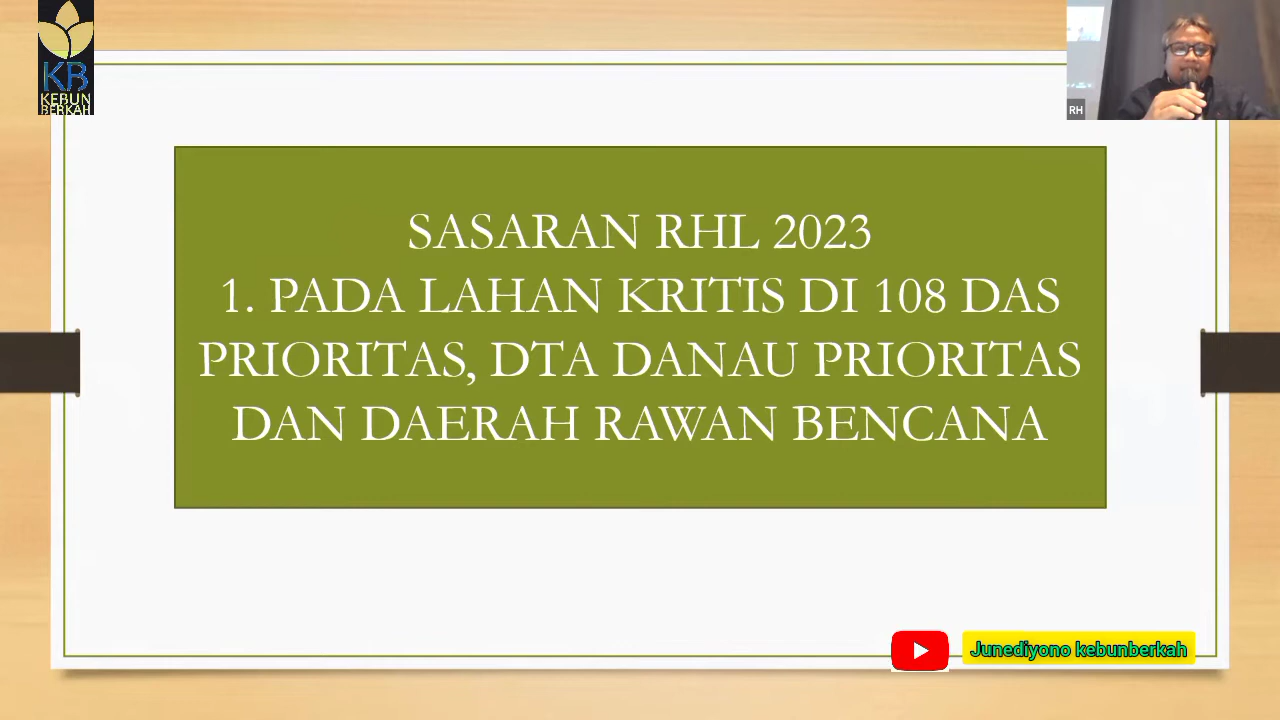 KB
KEBUN
BERKAH
RH
SASARAN RHL 2023
1. PADA LAHAN KRITIS DI 108 DAS
PRIORITAS, DTA DANAU PRIORITAS
DAN DAERAH RAWAN BENCANA
Junediyono kebunberkah